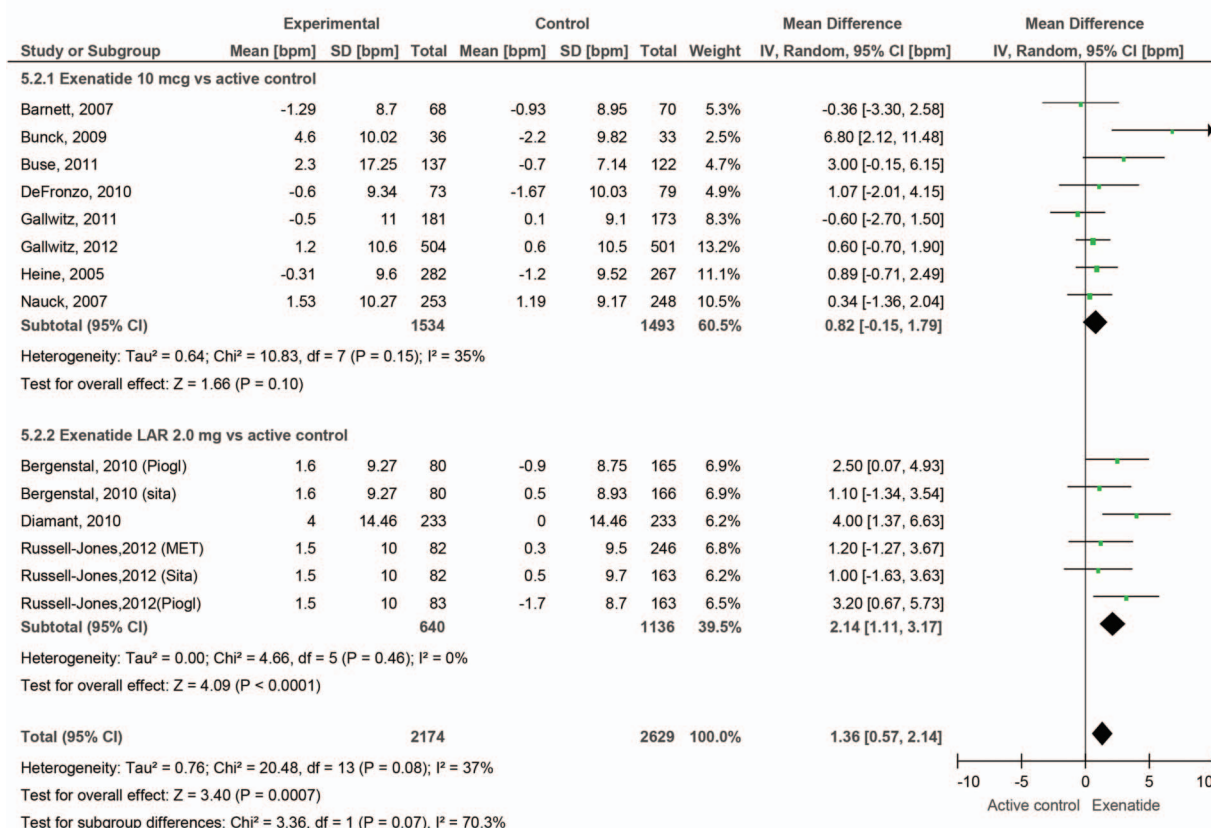 Experimental Control Mean Difference Mean Difference
Study or Subgroup Mean [bpm] SD [bpm] Total Mean [bpm] SD [bpm] Total Weight IV, Random, 95% CI [bpm] IV, Random, 95% CI [bpm]
5.2.1 Exenatide 10 mcg vs active control
Barnett, 2007 -1.29 8.7 68 -0.93 8.95 70 5.3% -0.36 [-3.30, 2.58]
Bunck, 2009 4.6 10.02 36 -2.2 9.82 33 2.5% 6.80 [2.12, 11.48]
Buse, 2011 2.3 17.25 137 -0.7 7.14 122 4.7% 3.00 [-0.15, 6.15]
DeFronzo, 2010 -0.6 9.34 73 -1.67 10.03 79 4.9% 1.07 [-2.01, 4.15]
Gallwitz, 2011 -0.5 11 181 0.1 9.1 173 8.3% -0.60 [-2.70, 1.50]
Gallwitz, 2012 1.2 10.6 504 0.6 10.5 501 13.2% 0.60 [-0.70, 1.90]
Heine, 2005 -0.31 9.6 282 -1.2 9.52 267 11.1% 0.89 [-0.71, 2.49]
Nauck, 2007 1.53 10.27 253 1.19 9.17 248 10.5% 0.34 [-1.36, 2.04]
Subtotal (95% CI) 1534 1493 60.5% 0.82 [-0.15, 1.79]
Heterogeneity: Tau² = 0.64; Chi² = 10.83, df = 7 (P = 0.15); I² = 35%
Test for overall effect: Z = 1.66 (P = 0.10)
5.2.2 Exenatide LAR 2.0 mg vs active control
Bergenstal, 2010 (Piogl) 1.6 9.27 80 -0.9 8.75 165 6.9% 2.50 [0.07, 4.93]
Bergenstal, 2010 (sita) 1.6 9.27 80 0.5 8.93 166 6.9% 1.10 [-1.34, 3.54]
Diamant, 2010 4 14.46 233 0 14.46 233 6.2% 4.00 [1.37, 6.63]
Russell-Jones,2012 (MET) 1.5 10 82 0.3 9.5 246 6.8% 1.20 [-1.27, 3.67]
Russell-Jones,2012 (Sita) 1.5 10 82 0.5 9.7 163 6.2% 1.00 [-1.63, 3.63]
Russell-Jones,2012(Piogl) 1.5 10 83 -1.7 8.7 163 6.5% 3.20 [0.67, 5.73]
Subtotal (95% CI) 640 1136 39.5% 2.14 [1.11, 3.17]
Heterogeneity: Tau² = 0.00; Chi² = 4.66, df = 5 (P = 0.46); I² = 0%
Test for overall effect: Z = 4.09 (P < 0.0001)
Total (95% CI) 2174 2629 100.0% 1.36 [0.57, 2.14]
Heterogeneity: Tau² = 0.76; Chi² = 20.48, df = 13 (P = 0.08); I² = 37%
Test for overall effect: Z = 3.40 (P = 0.0007)
Test for subgroup differences: Chi² = 3.36, df = 1 (P = 0.07), I² = 70.3%
-10 -5 0 5 10
Active control Exenatide